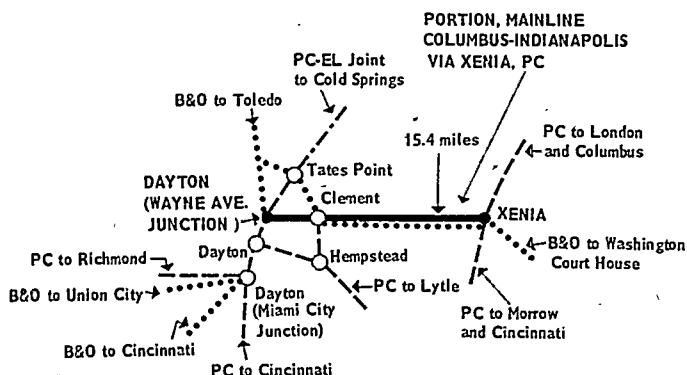 PORTION, MAINLINE
COLUMBUS-INDIANAPOLIS
VIA XENIA, PC
PC-EL Joint
to Cold Springs
B&O to Toledo
15.4 miles
PC to London
and Columbus
Tates Point
DAYTON
(WAYNE AVE.
JUNCTION )
Clement
XENIA
Dayton
Hempstead
B&O to Washington
Court House
PC to Richmond
B&O to Union City
PC to Lytle
Dayton
(Miami City
Junction)
PC to Morrow
and Cincinnati
B&O to Cincinnati
PC to Cincinnati